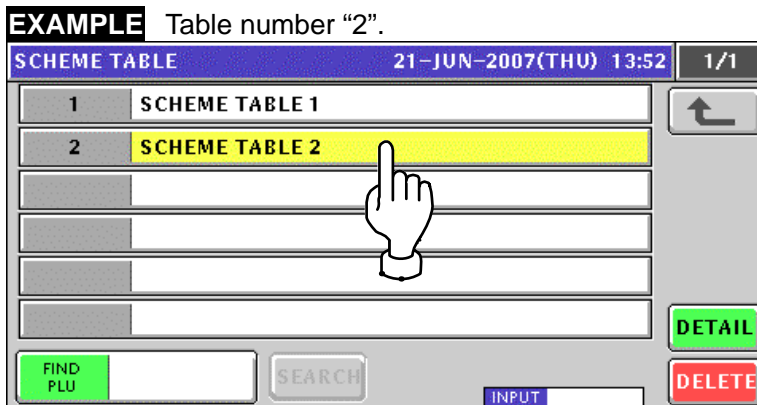 EXAMPLE Table number “2”.
SCHEME TABLE 21-JUN-2007(THU) 13:52 1/1
1 SCHEME TABLE 1
2 SCHEME TABLE 2
DETAIL
FIND
PLU
SEARCH
DELETE
INPUT